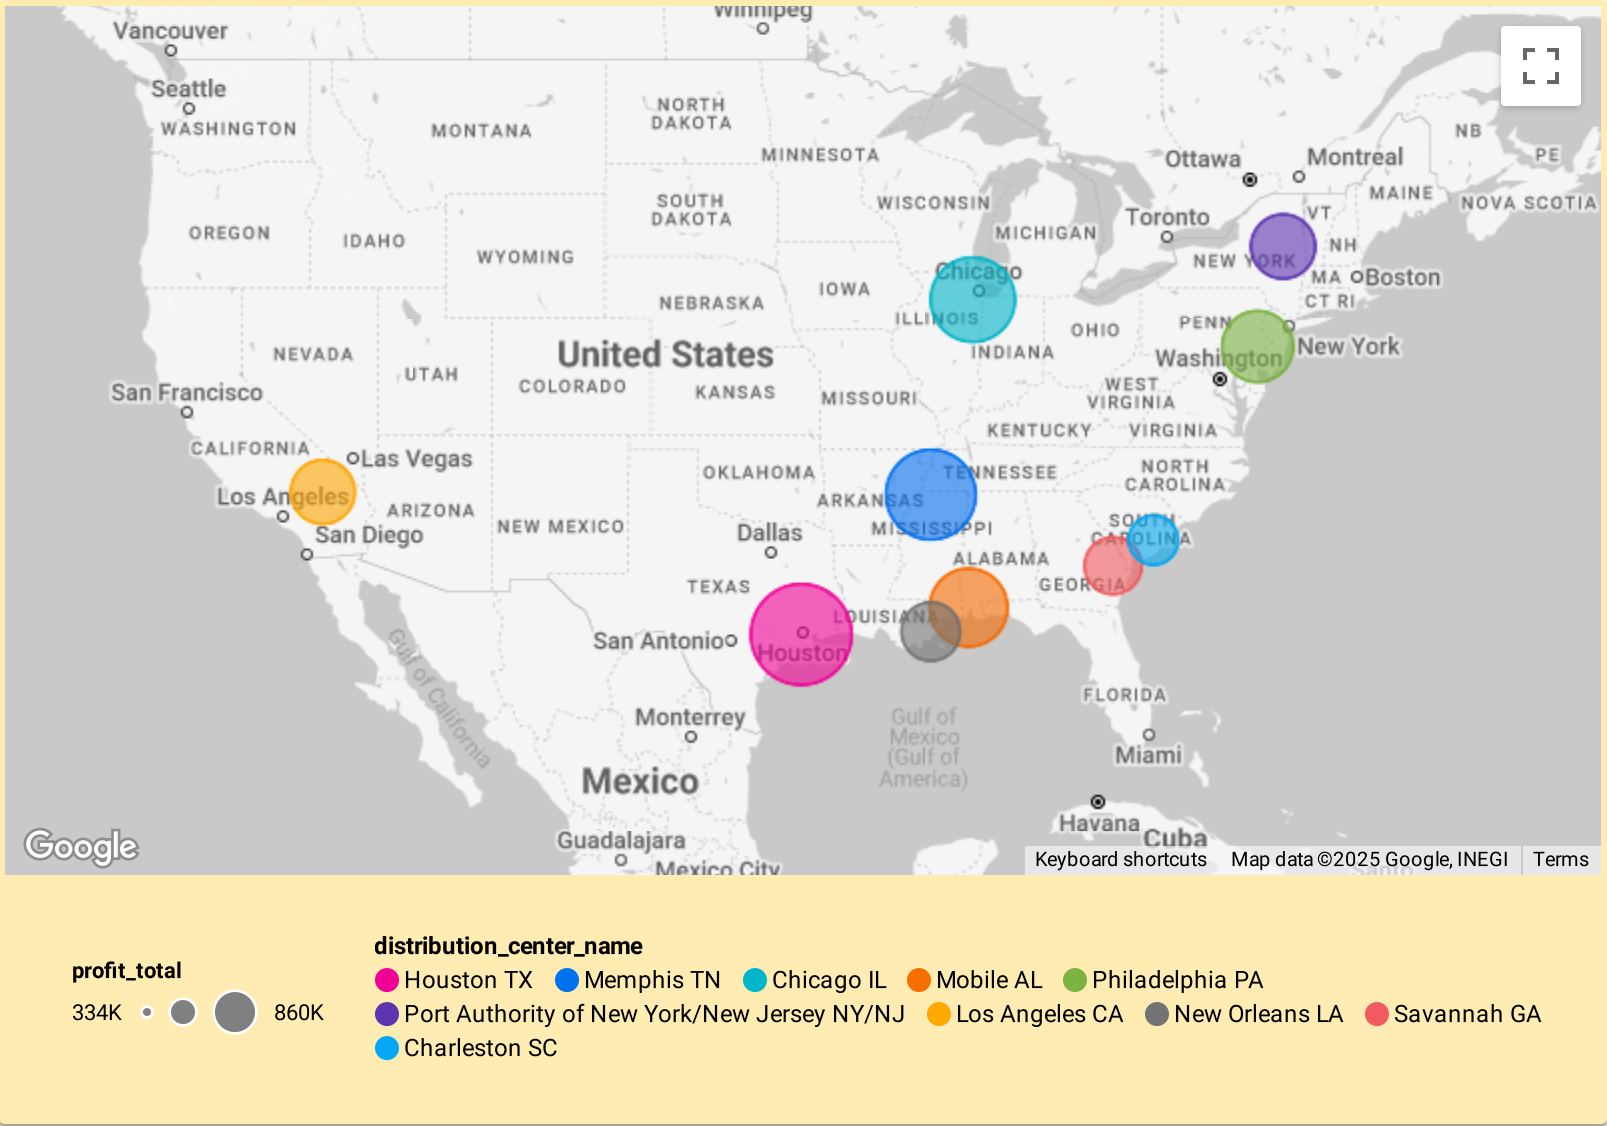 Winnipeg
Vancouver
Seattle
WASHINGTON
MONTANA
NORTH
DAKOTA
MINNESOTA
Ottawa
Montreal
NB
PE
NOVA SCOTIA
MAINE
VT
NH
OREGON
IDAHO
WYOMING
SOUTH
DAKOTA
WISCONSIN
MICHIGAN
Toronto
NEW YORK
MA
Boston
CT RI
Chicago
IOWA
NEBRASKA
ILLINOIS
INDIANA
OHIO
PENN
New York
Washington
NEVADA
UTAH
United States
COLORADO
KANSAS
MISSOURI
WEST
VIRGINIA
KENTUCKY
VIRGINIA
San Francisco
CALIFORNIA
Las Vegas
Los Angeles
ARIZONA
San Diego
NEW MEXICO
OKLAHOMA
ARKANSAS
TENNESSEE
NORTH
CAROLINA
MISSISSIPPI
SOUTH
CAROLINA
Dallas
ALABAMA
TEXAS
GEORGIA
LOUISIANA
San Antonio
Houston
Gulf of California
FLORIDA
Monterrey
Gulf of
Mexico
(Gulf of
America)
Miami
Mexico
Havana
Cuba
Guadalajara
Mexico City
Santo
Google
Keyboard shortcuts
Map data ©2025 Google, INEGI
Terms
profit_total
334K
860K
distribution_center_name
Houston TX
Memphis TN
Chicago IL
Mobile AL
Philadelphia PA
Port Authority of New York/New Jersey NY/NJ
Los Angeles CA
New Orleans LA
Savannah GA
Charleston SC